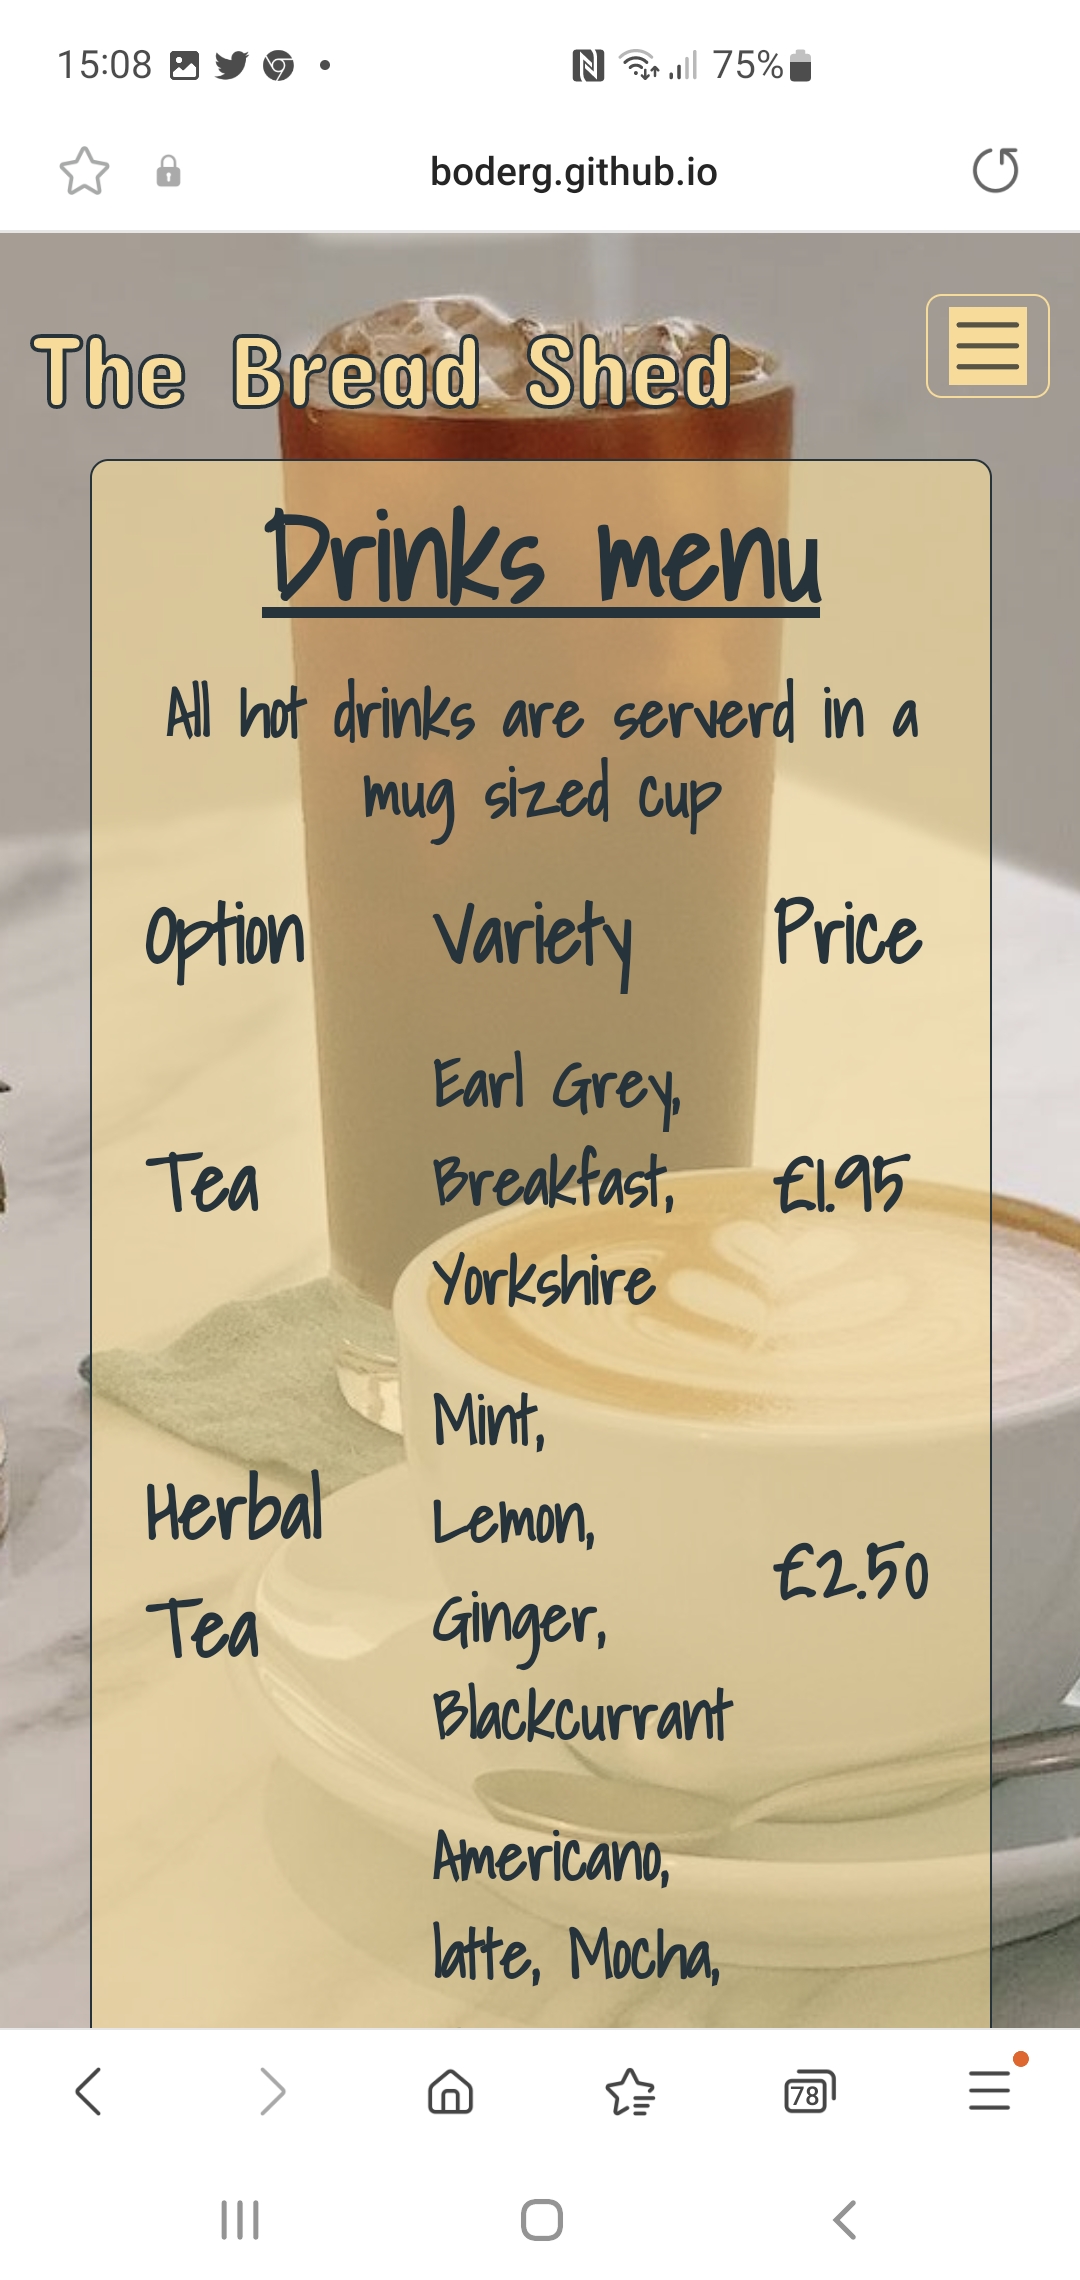 15:08 75%
boderg.github.io
The Bread Shed
Drinks menu
All hot drinks are serverd in a
mug sized cup
Option Variety Price
Earl Grey,
Tea Breakfast, £1.95
Yorkshire
Mint,
Herbal Lemon,
£2.50
Tea Ginger,
Blackcurrant
Americano,
latte, Mocha,
78